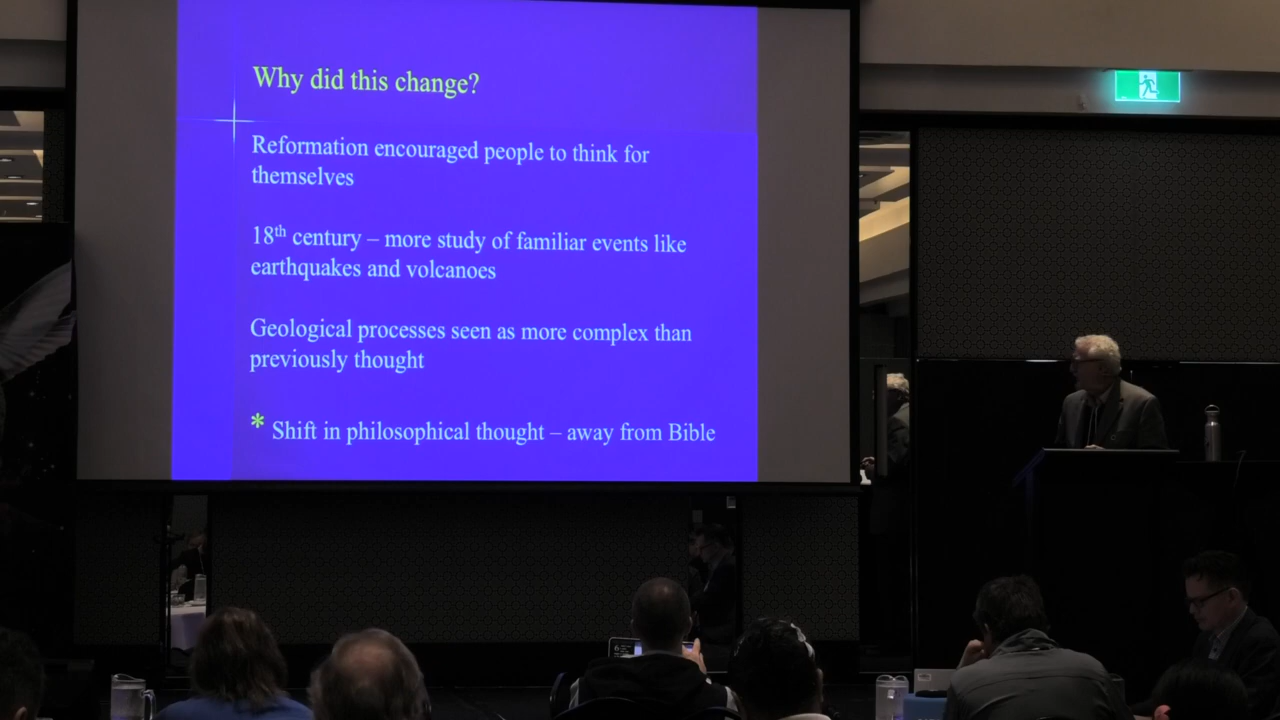 Why did this change?
Reformation encouraged people to think for
themselves
18th century – more study of familiar events like
earthquakes and volcanoes
Geological processes seen as more complex than
previously thought
* Shift in philosophical thought – away from Bible